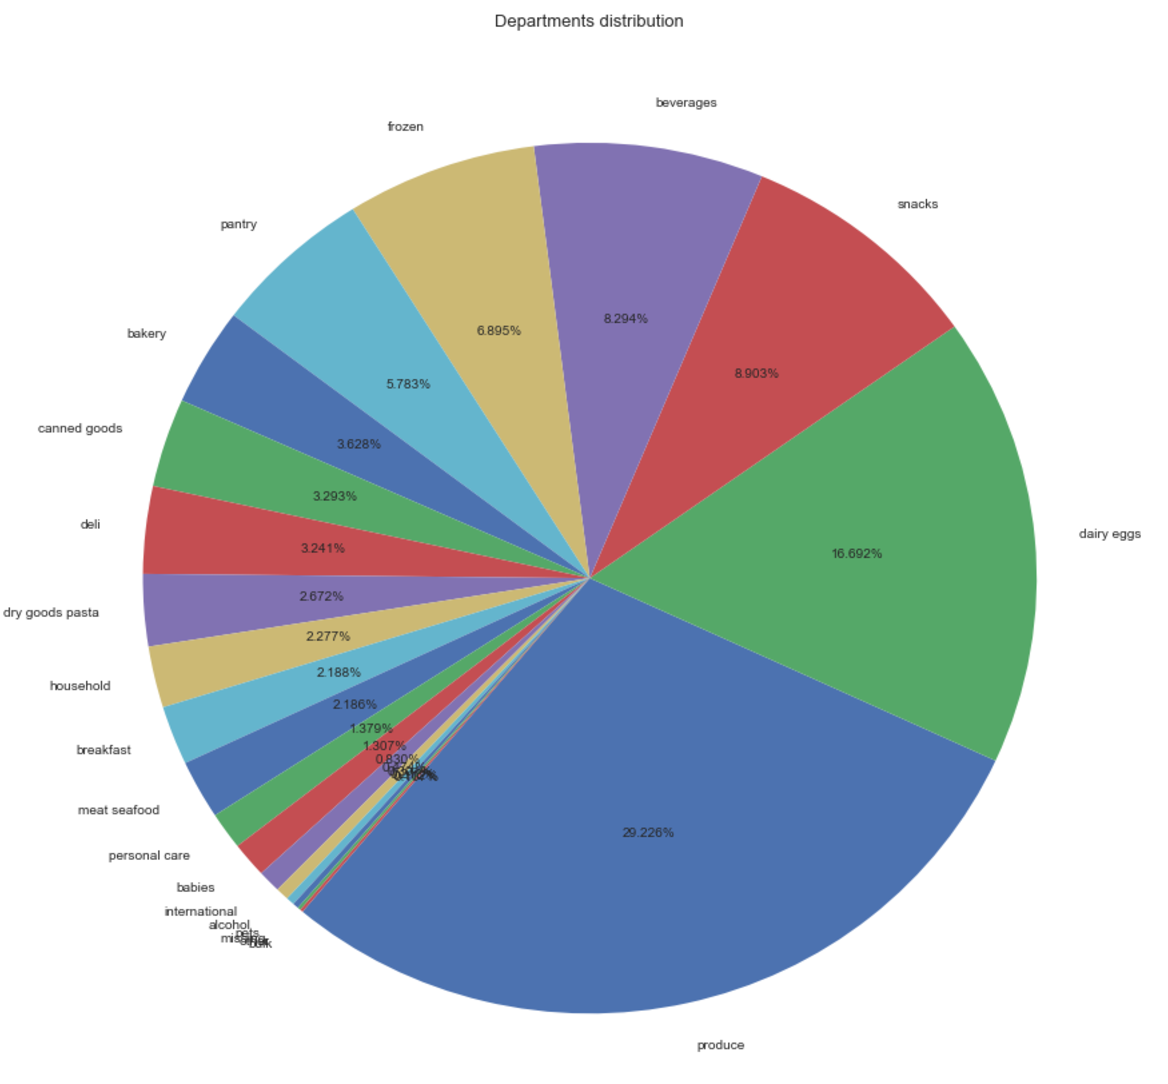 Departments distribution
beverages
frozen
snacks
pantry
8.294%
6.895%
bakery
8.903%
5.783%
canned goods
3.628%
3.293%
deli
dairy eggs
3.241%
16.692%
2.672%
dry goods pasta
2.277%
2.188%
household
2.186%
1.379%
1.307%
breakfast
0.830%
meat seafood
29.226%
personal care
babies
international
alcohol
pets
missing
bulk
produce